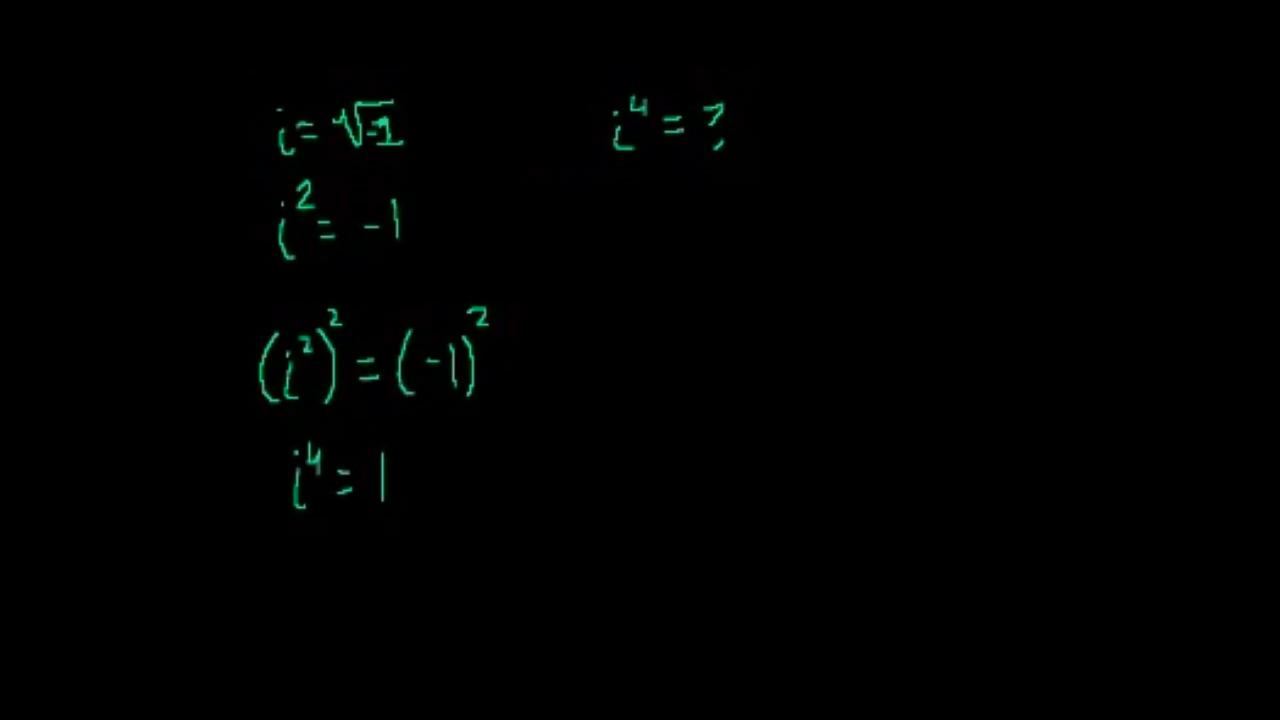 i = √-1
i⁴ = ?
i² = -1
(i²)² = (-1)²
i⁴ = 1